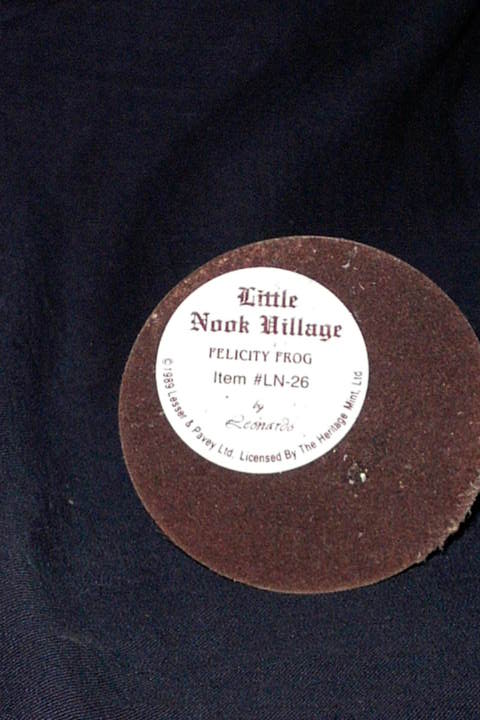 Little
Nook Village
FELICITY FROG
Item #LN-26
by
Leonardo
©1989 Lesser & Pavey Ltd. Licensed By The Heritage Mint, Ltd.